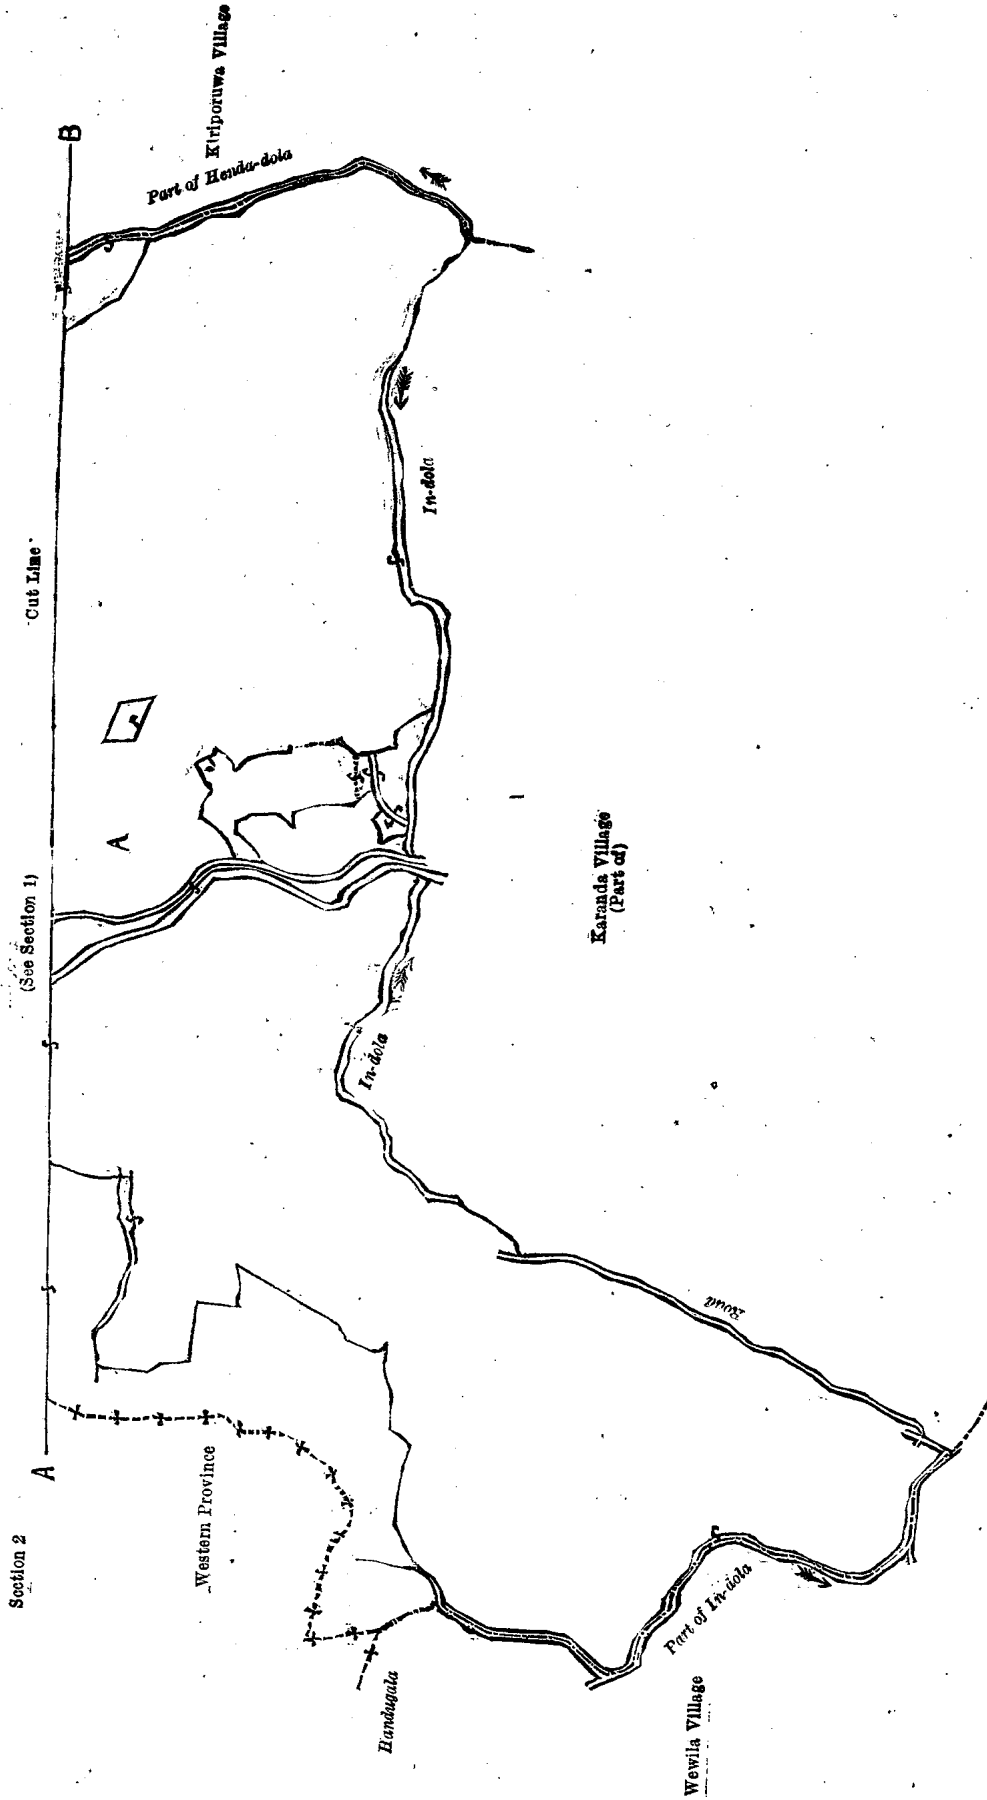 Section 2
A
(See Section 1)
Cut Line
B
Kiriporuwa Village
Part of Henda-dola
Western Province
A
In-dola
In-dola
Handugala
Karanda Village
(Part of)
Road
Part of In-dola
Wewila Village